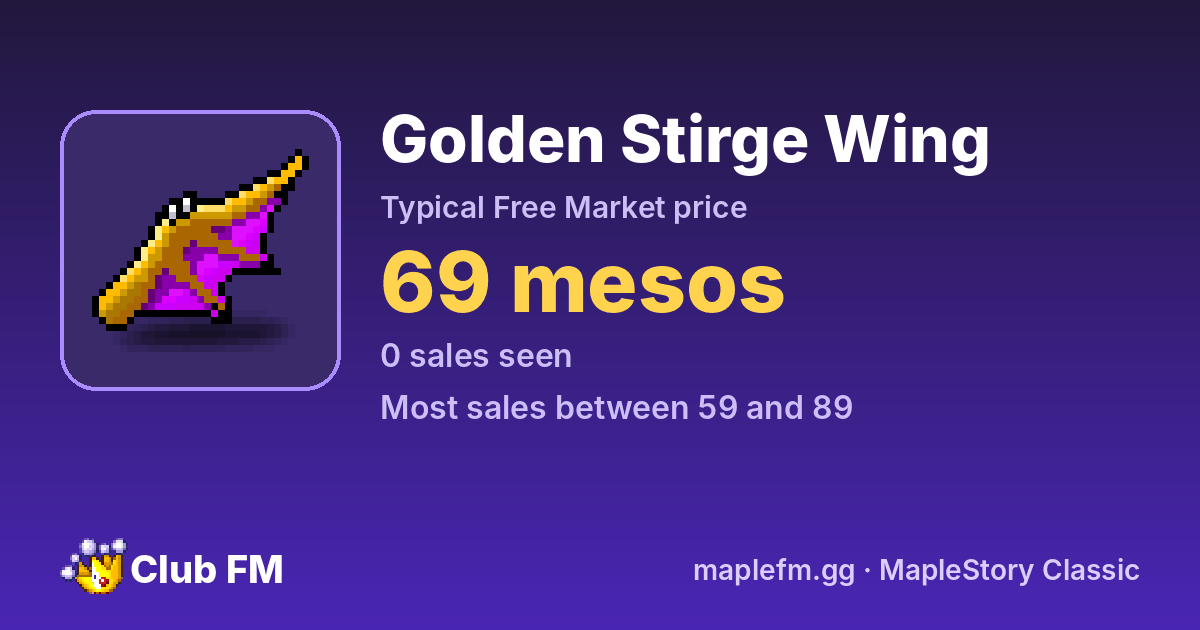 Golden Stirge Wing
Typical Free Market price
69 mesos
0 sales seen
Most sales between 59 and 89
Club FM
maplefm.gg · MapleStory Classic